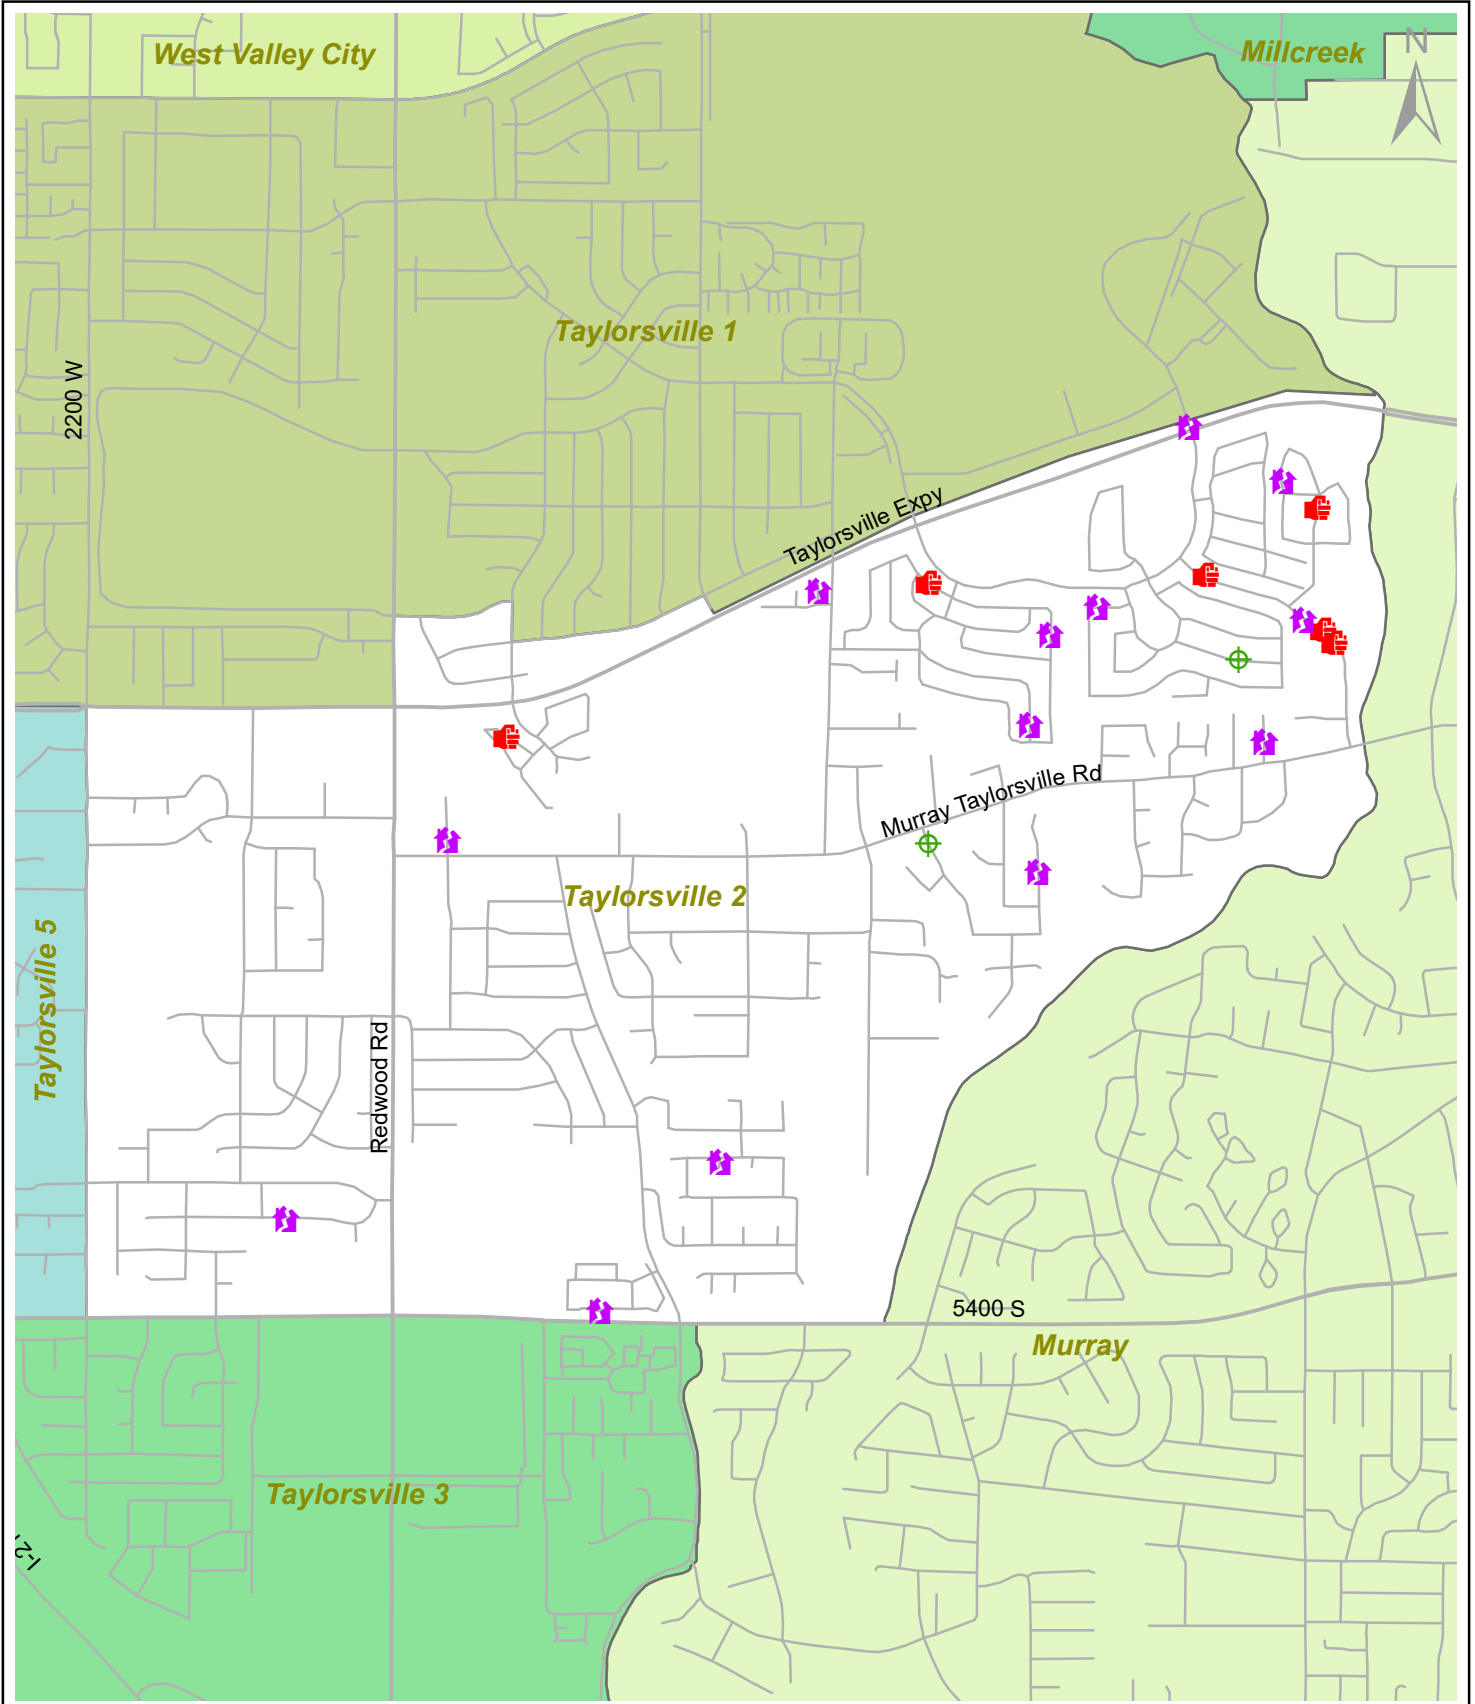 West Valley City
Millcreek
N
Taylorsville 1
2200 W
Taylorsville Expy
Murray Taylorsville Rd
Taylorsville 2
Taylorsville 5
Redwood Rd
5400 S
Murray
Taylorsville 3